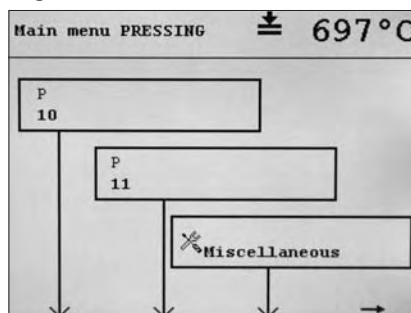 Main menu PRESSING 697°C
P
10
P
11
Miscellaneous